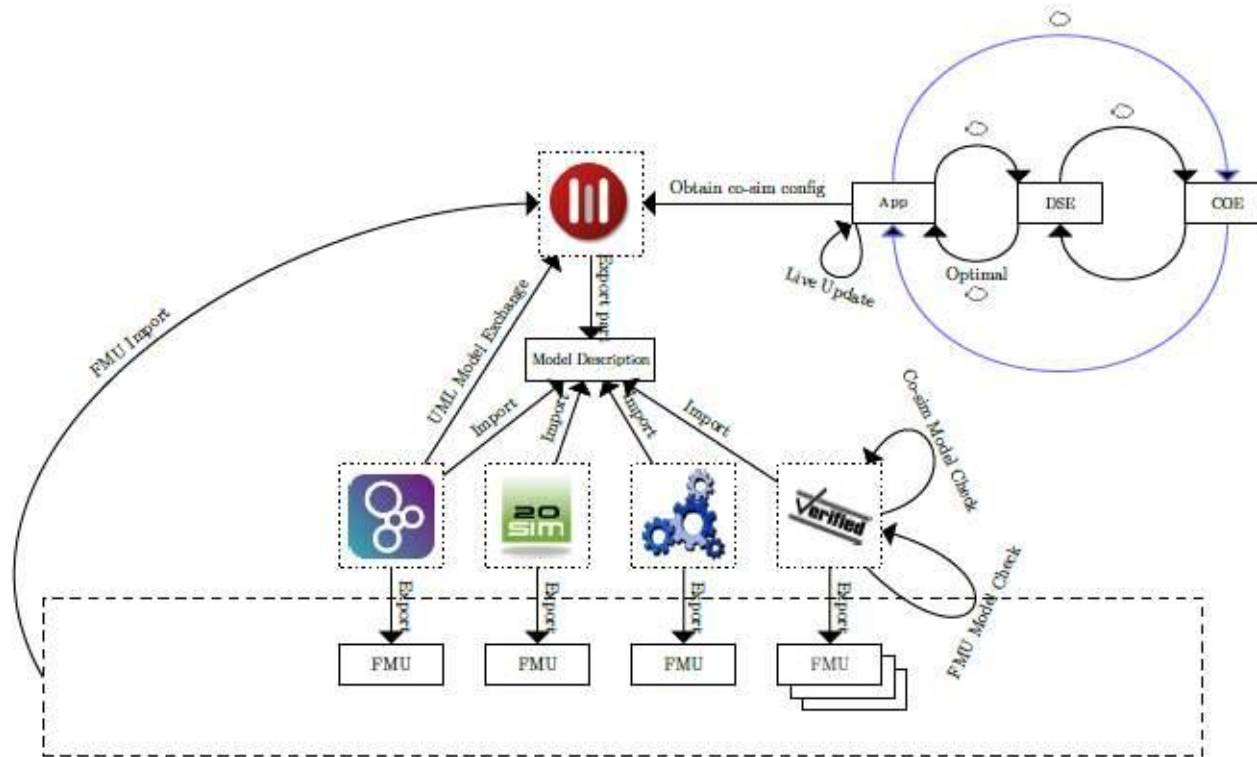 Obtain co-sim config
App
DSE
COE
Live Update
Optimal
FMU Import
UML Model Exchange
Export part
Model Description
Import
Import
Import
Import
Co-sim Model Check
20
SIM
Verified
FMU Model Check
Export
Export
Export
Export
FMU
FMU
FMU
FMU